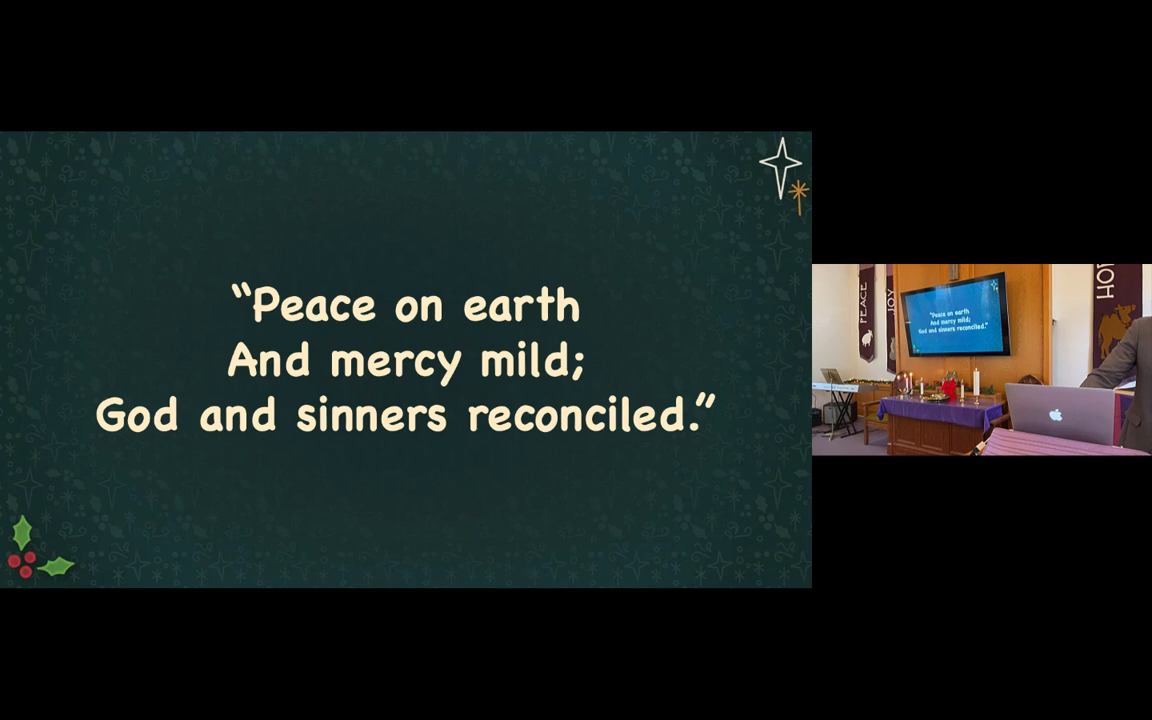 “Peace on earth
And mercy mild;
God and sinners reconciled.”
PEACE
JOY
HOP
“Peace on earth
And mercy mild;
God and sinners reconciled.”